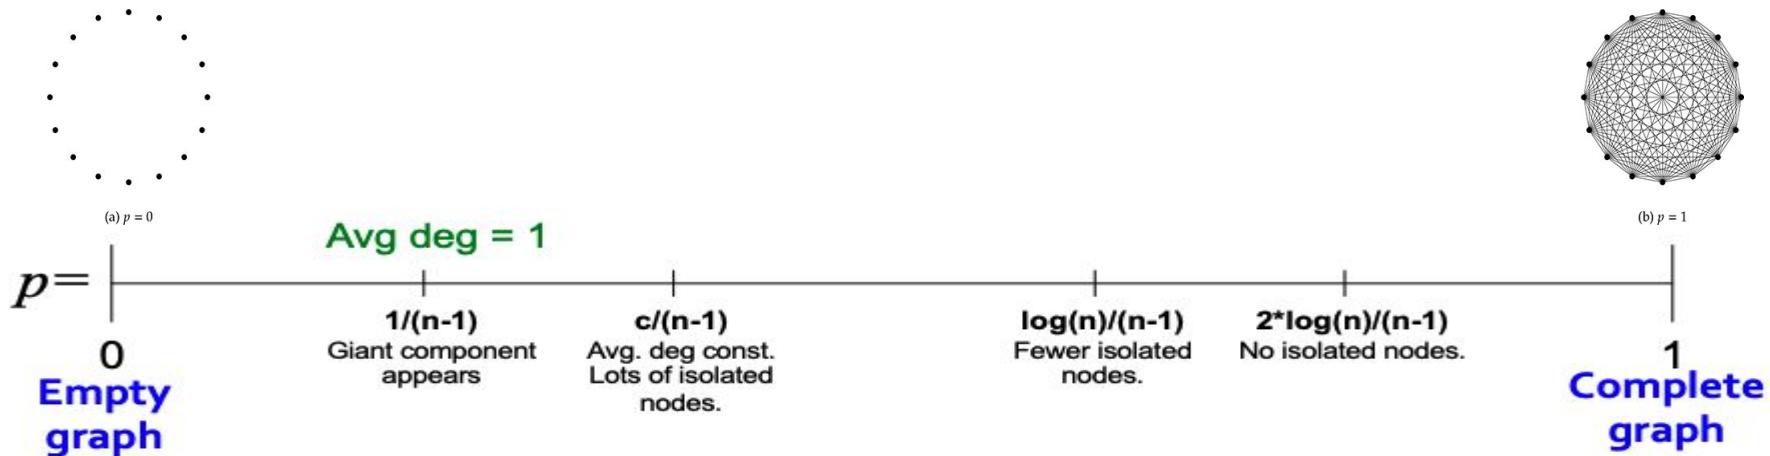 (a) p = 0
(b) p = 1
Avg deg = 1
p=
1/(n-1)
c/(n-1)
log(n)/(n-1)
2*log(n)/(n-1)
0
Giant component
appears
Avg. deg const.
Lots of isolated
nodes.
Fewer isolated
nodes.
No isolated nodes.
1
Empty
graph
Complete
graph